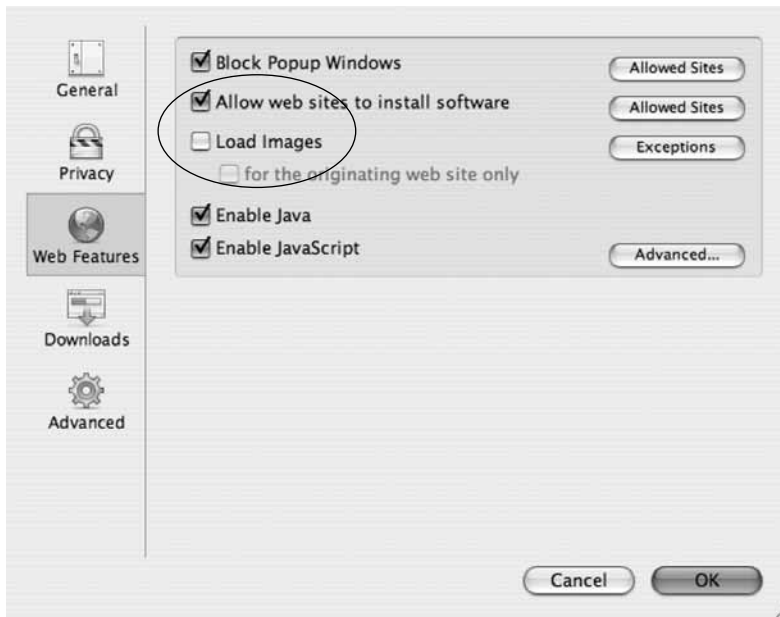 General
Privacy
Web Features
Downloads
Advanced
Block Popup Windows
Allowed Sites
Allow web sites to install software
Allowed Sites
Load Images
Exceptions
for the originating web site only
Enable Java
Enable JavaScript
Advanced...
Cancel
OK